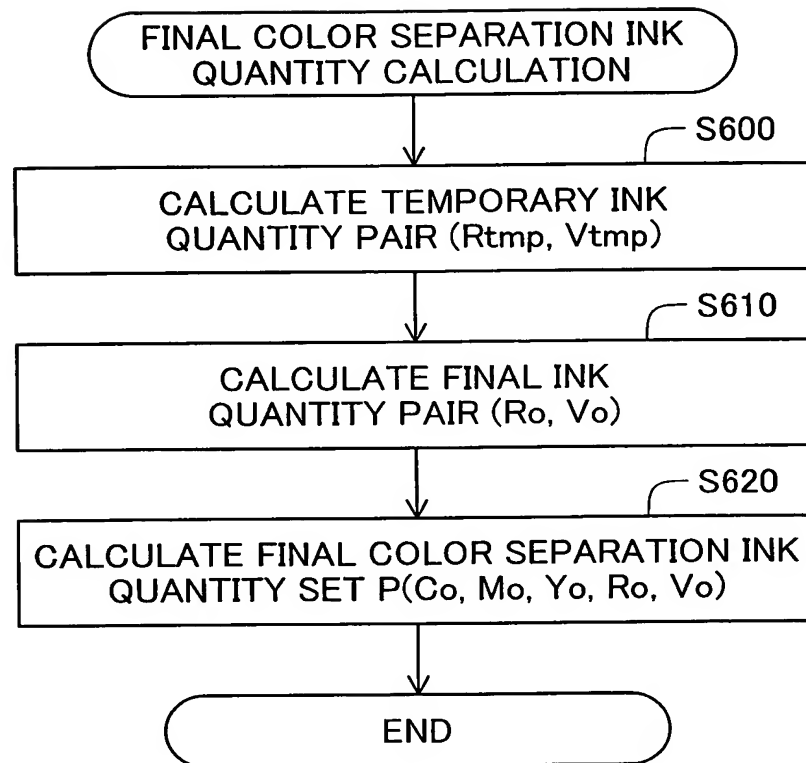 FINAL COLOR SEPARATION INK
QUANTITY CALCULATION
S600
CALCULATE TEMPORARY INK
QUANTITY PAIR (Rtmp, Vtmp)
S610
CALCULATE FINAL INK
QUANTITY PAIR (Ro, Vo)
S620
CALCULATE FINAL COLOR SEPARATION INK
QUANTITY SET P(Co, Mo, Yo, Ro, Vo)
END